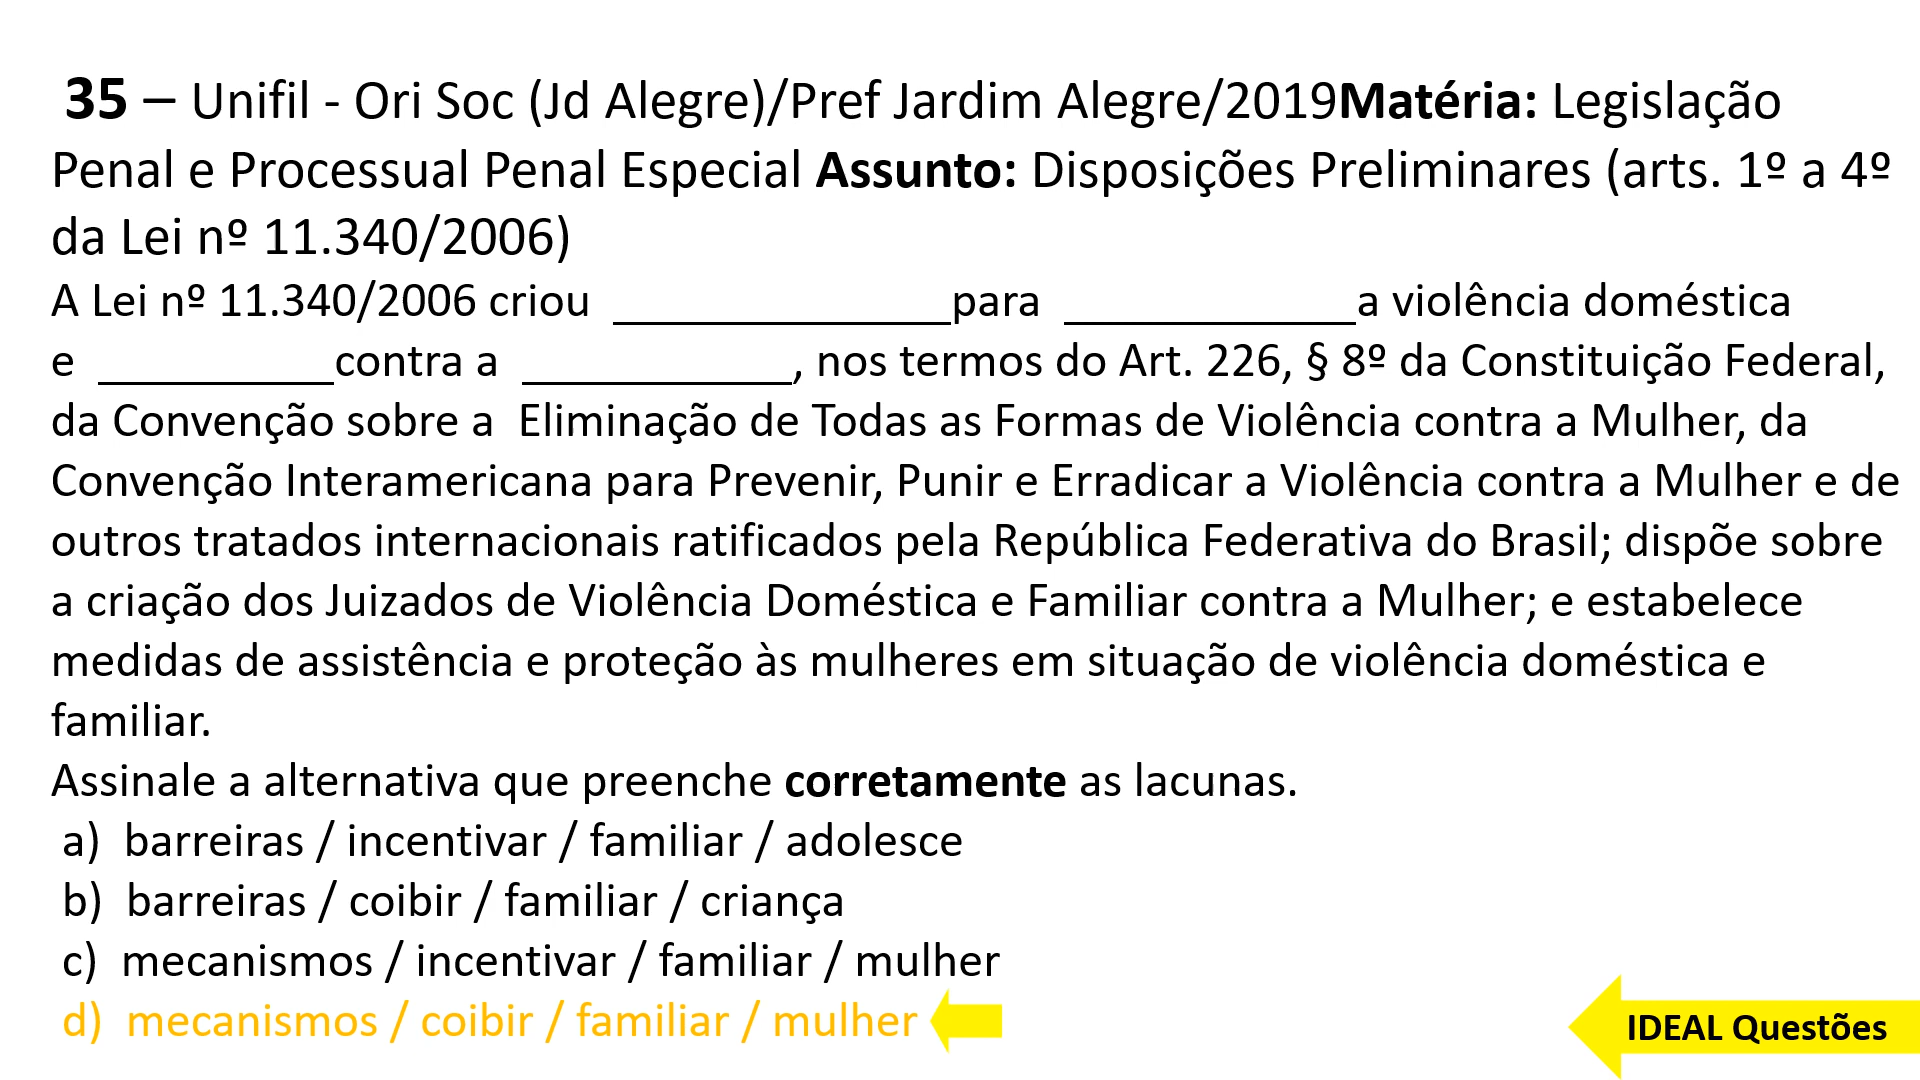 35 – Unifil - Ori Soc (Jd Alegre)/Pref Jardim Alegre/2019Matéria: Legislação
Penal e Processual Penal Especial Assunto: Disposições Preliminares (arts. 1º a 4º
da Lei nº 11.340/2006)
A Lei nº 11.340/2006 criou _______________para _____________a violência doméstica
e __________contra a ____________, nos termos do Art. 226, § 8º da Constituição Federal,
da Convenção sobre a Eliminação de Todas as Formas de Violência contra a Mulher, da
Convenção Interamericana para Prevenir, Punir e Erradicar a Violência contra a Mulher e de
outros tratados internacionais ratificados pela República Federativa do Brasil; dispõe sobre
a criação dos Juizados de Violência Doméstica e Familiar contra a Mulher; e estabelece
medidas de assistência e proteção às mulheres em situação de violência doméstica e
familiar.
Assinale a alternativa que preenche corretamente as lacunas.
a) barreiras / incentivar / familiar / adolesce
b) barreiras / coibir / familiar / criança
c) mecanismos / incentivar / familiar / mulher
d) mecanismos / coibir / familiar / mulher
IDEAL Questões